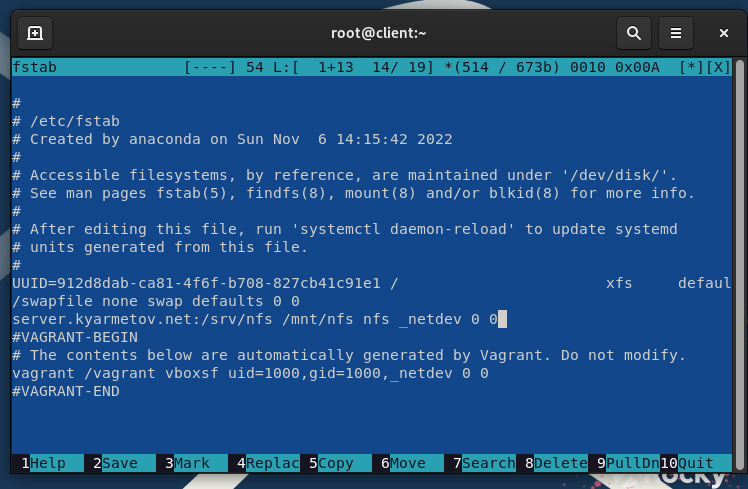 root@client:~
fstab [----] 54 L:[ 1+13 14/ 19] *(514 / 673b) 0010 0x00A [*][X]
#
# /etc/fstab
# Created by anaconda on Sun Nov  6 14:15:42 2022
#
# Accessible filesystems, by reference, are maintained under '/dev/disk/'.
# See man pages fstab(5), findfs(8), mount(8) and/or blkid(8) for more info.
#
# After editing this file, run 'systemctl daemon-reload' to update systemd
# units generated from this file.
#
UUID=912d8dab-ca81-4f6f-b708-827cb41c91e1 / xfs defaul
/swapfile none swap defaults 0 0
server.kyarmetov.net:/srv/nfs /mnt/nfs nfs _netdev 0 0
#VAGRANT-BEGIN
# The contents below are automatically generated by Vagrant. Do not modify.
vagrant /vagrant vboxsf uid=1000,gid=1000,_netdev 0 0
#VAGRANT-END
1Help 2Save 3Mark 4Replac 5Copy 6Move 7Search 8Delete 9PullDn 10Quit